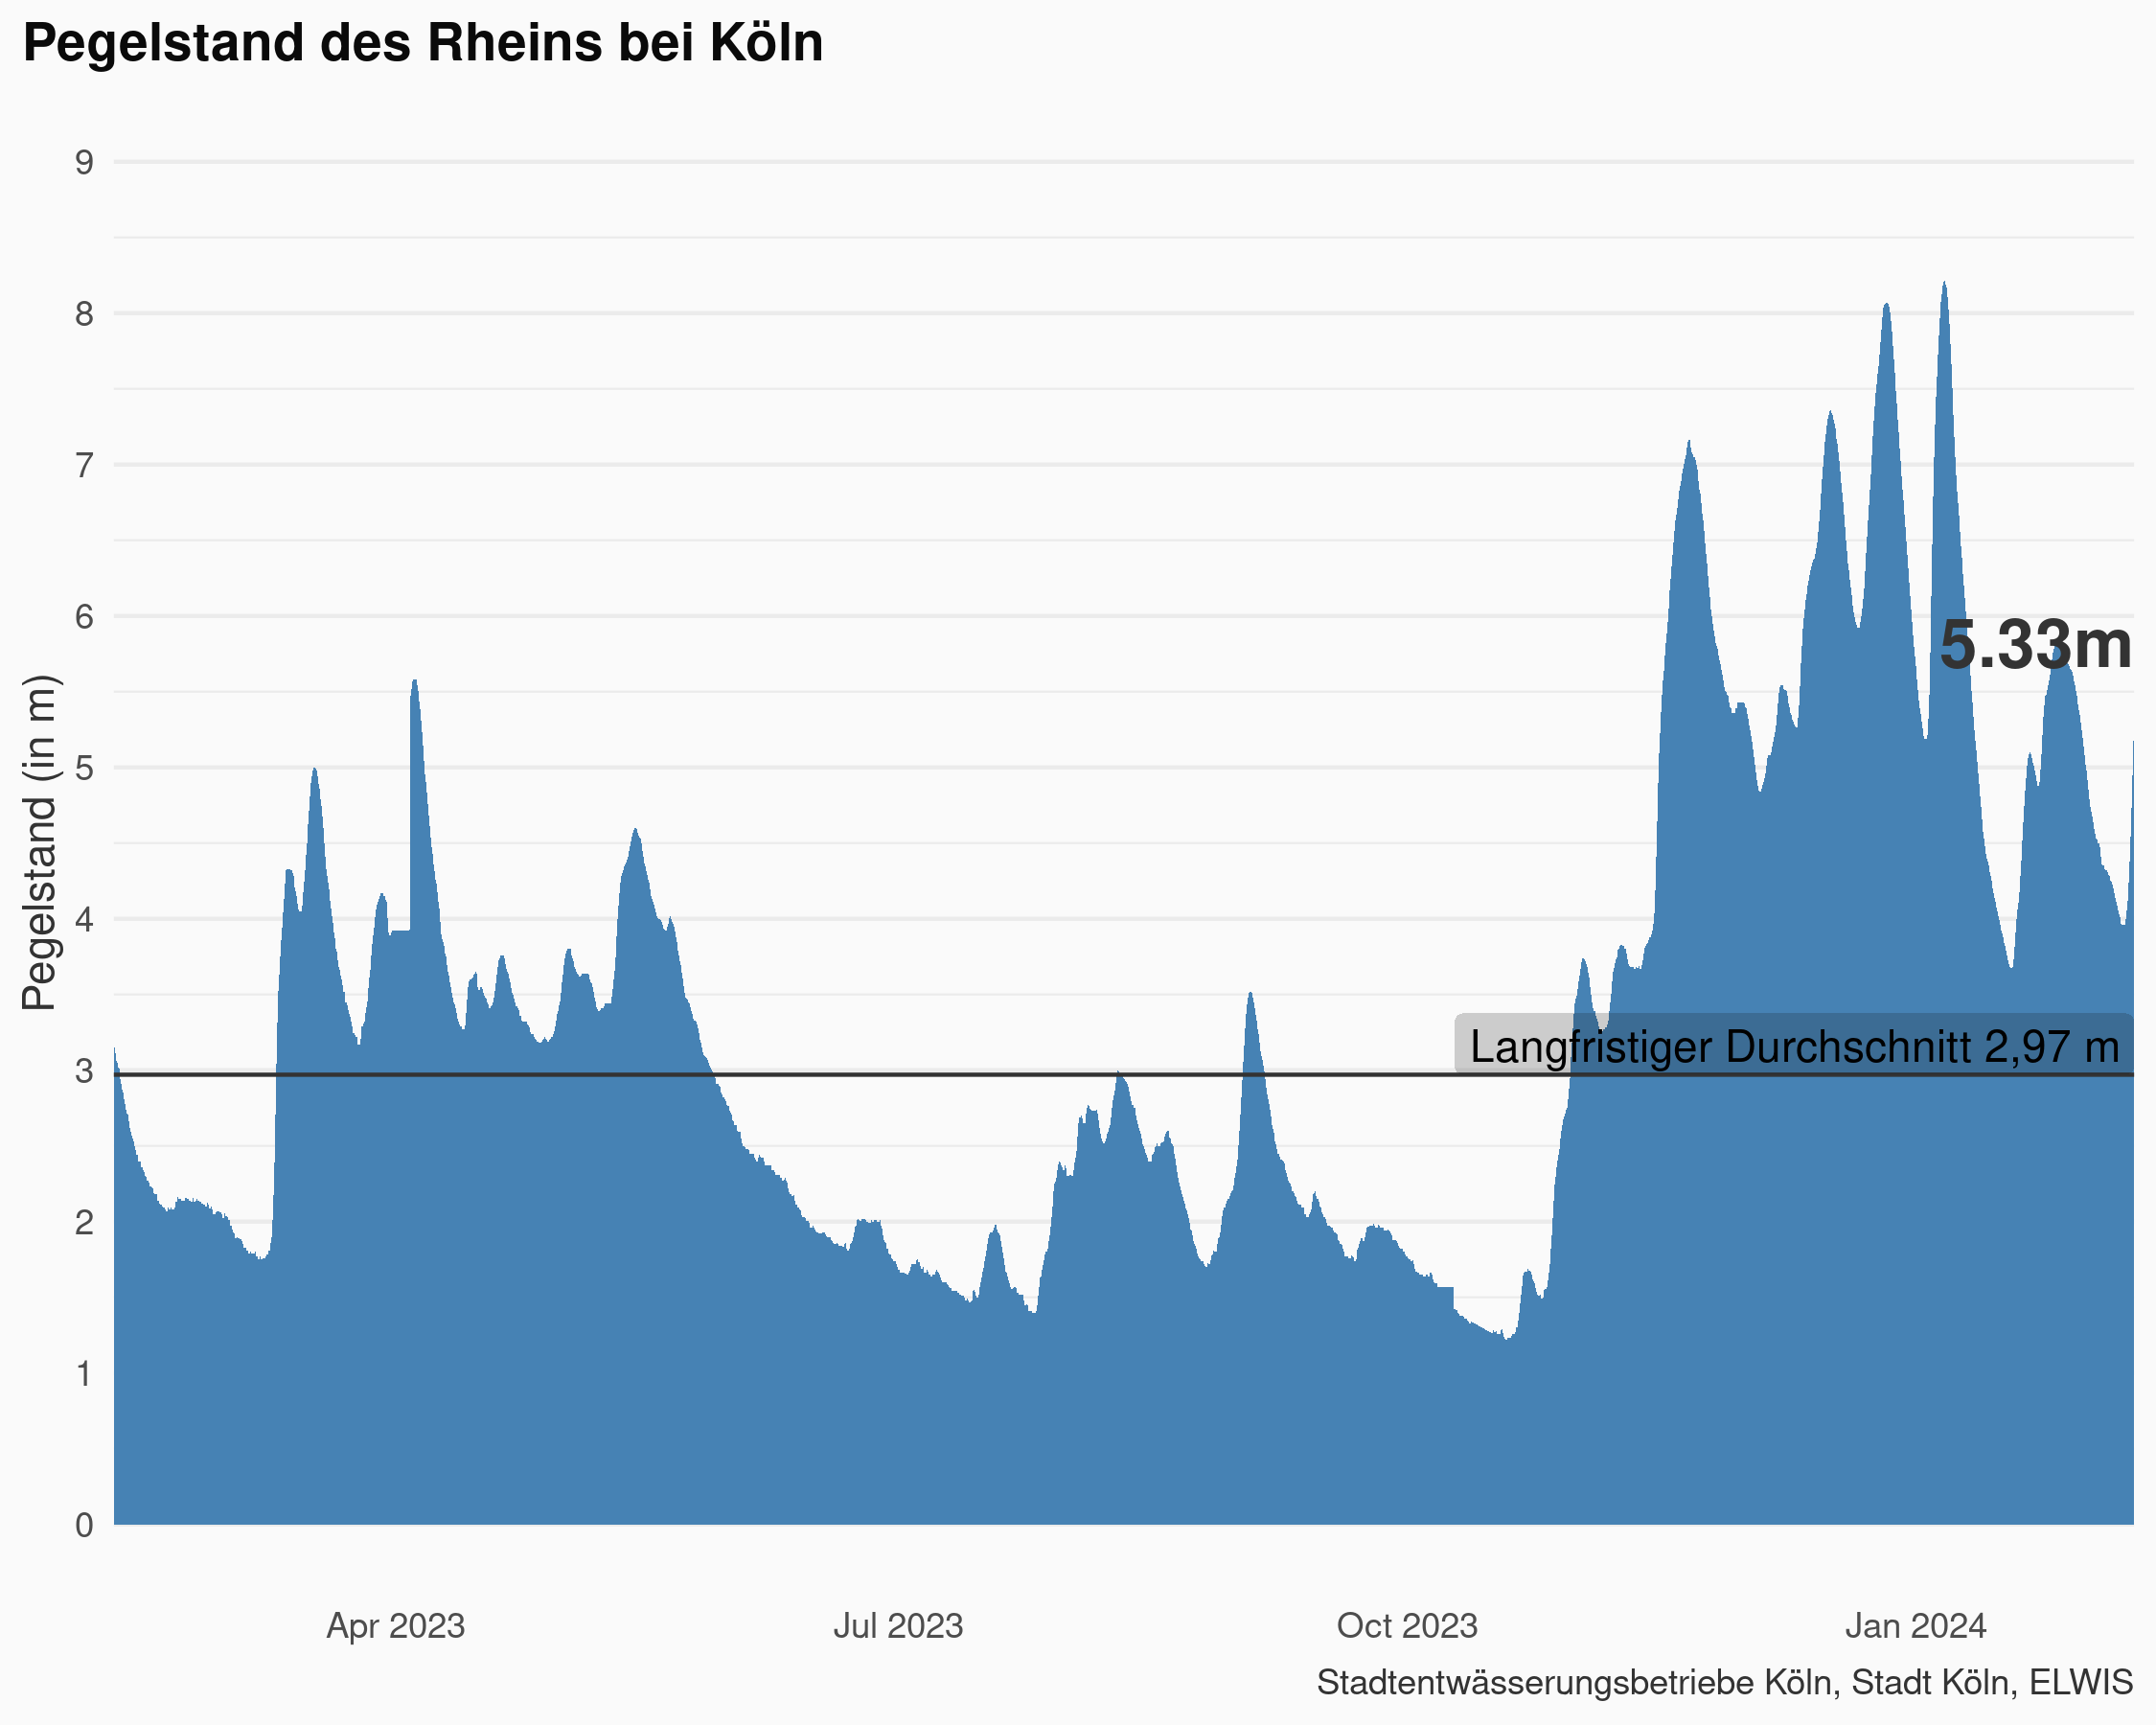 Pegelstand des Rheins bei Köln
Pegelstand (in m)
9
8
7
6
5
4
3
2
1
0
5.33m
Langfristiger Durchschnitt 2,97 m
Apr 2023
Jul 2023
Oct 2023
Jan 2024
Stadtentwässerungsbetriebe Köln, Stadt Köln, ELWIS